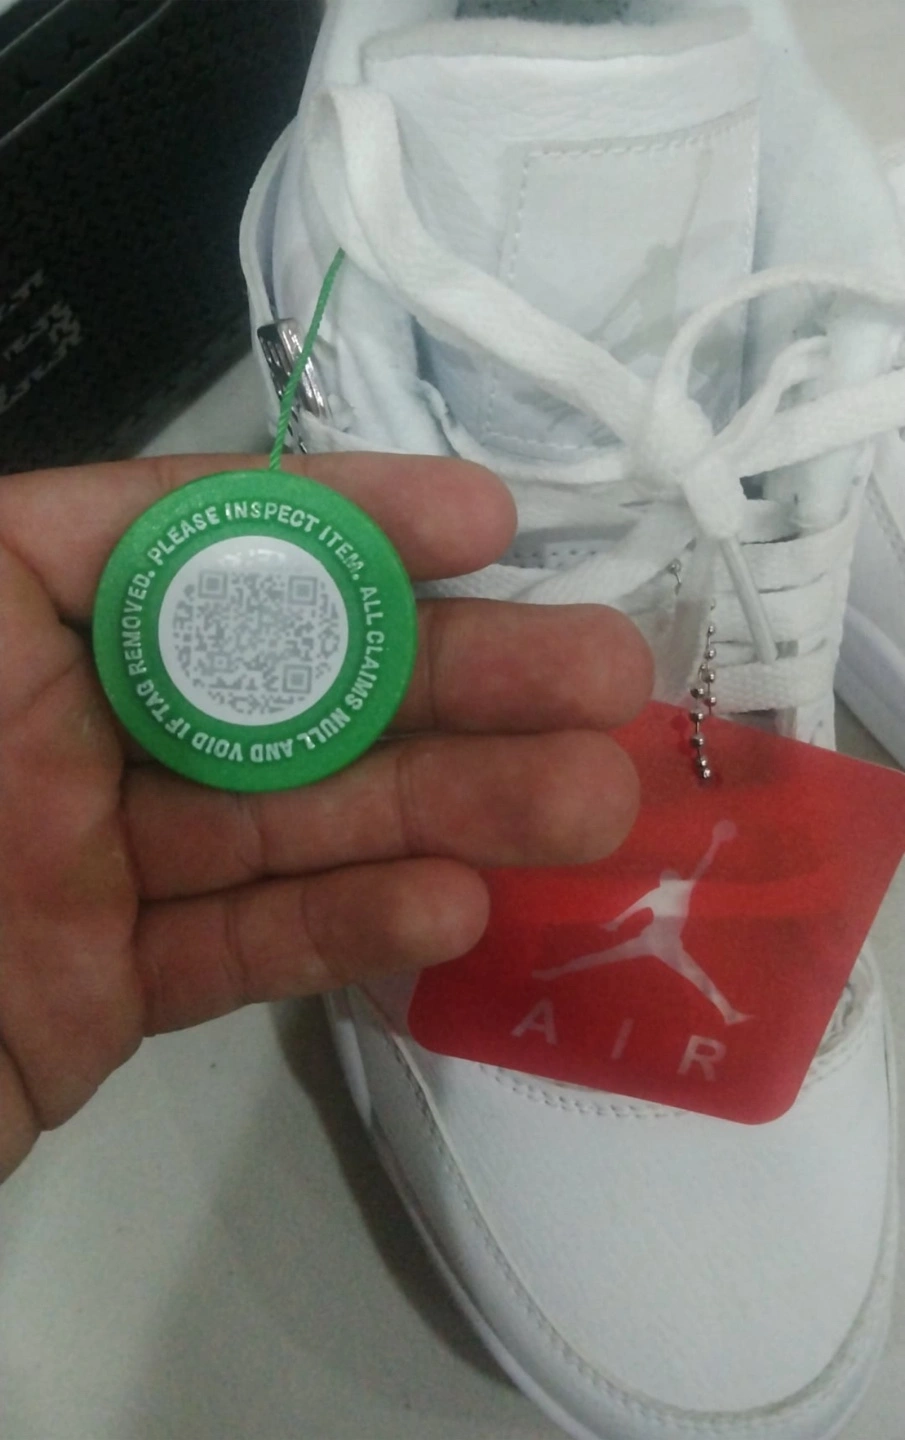 PLEASE INSPECT ITEM. ALL CLAIMS NULL AND VOID IF TAG REMOVED.
AIR